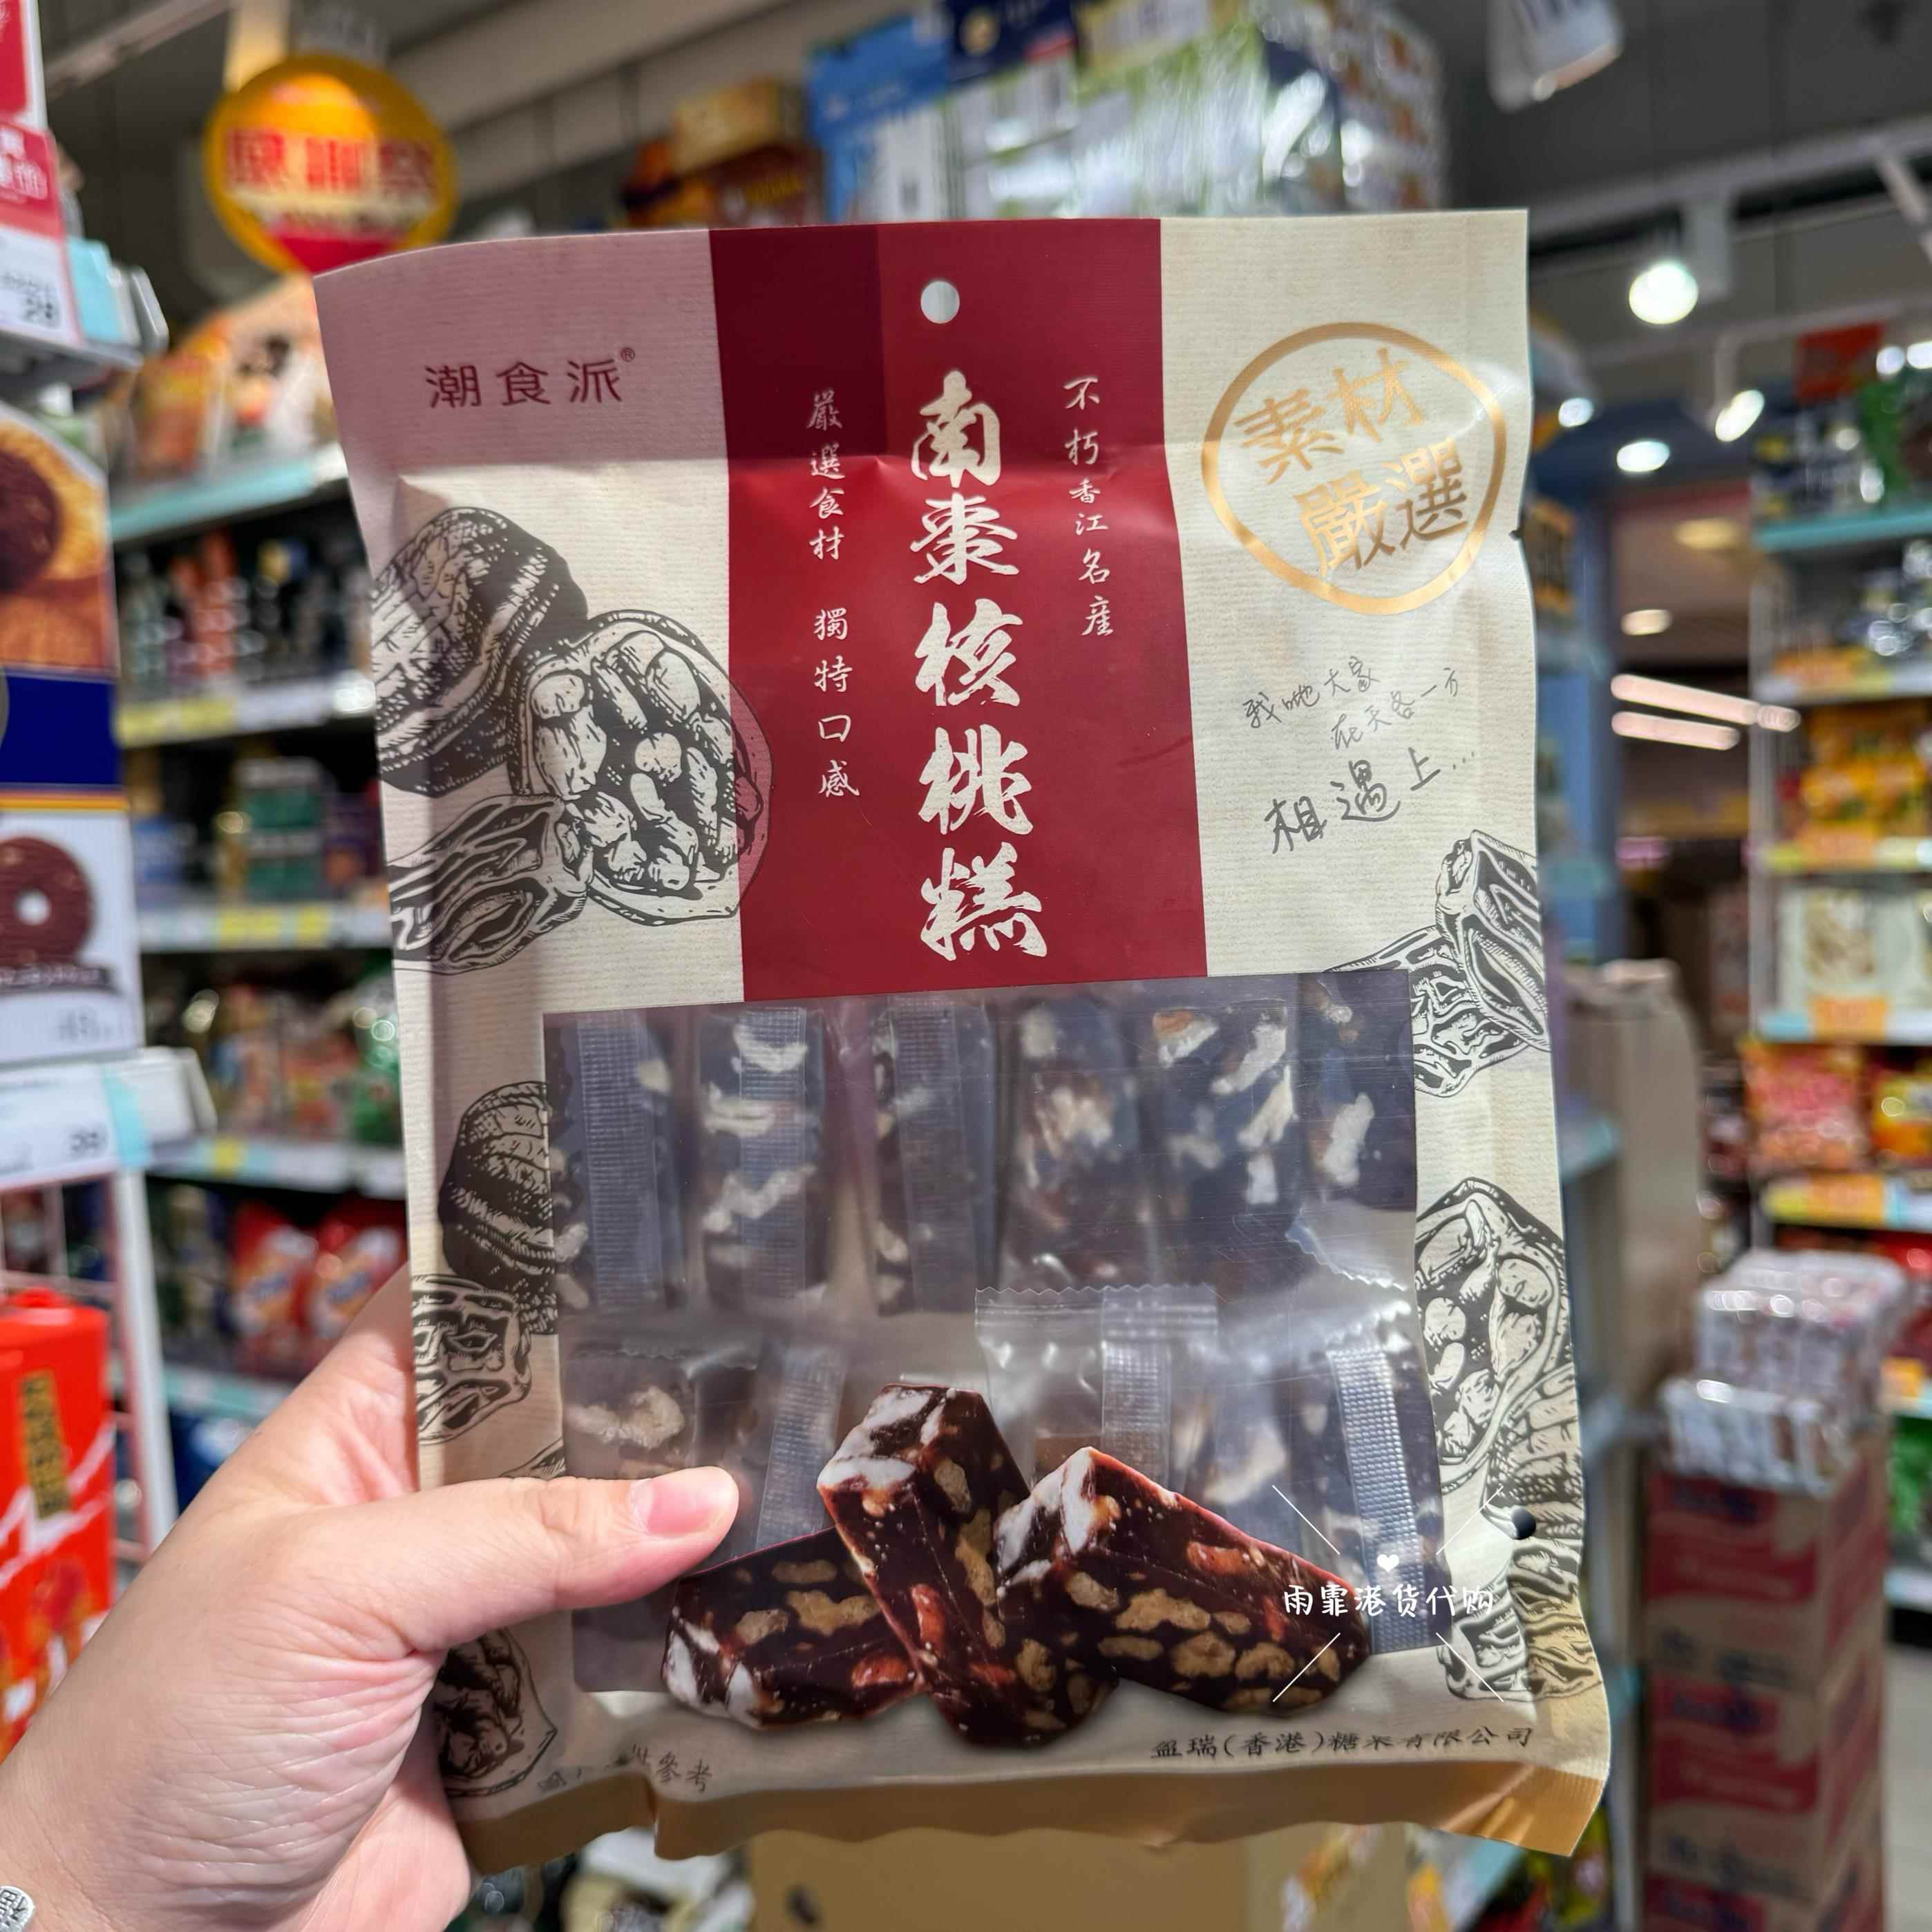 潮食派®
不朽香江名產
南棗核桃糕
嚴選食材 獨特口感
素材
嚴選
我哋大家
在天各一方
相遇上...
雨霏港货代购
盈瑞(香港)糖果有限公司
參考
28
39